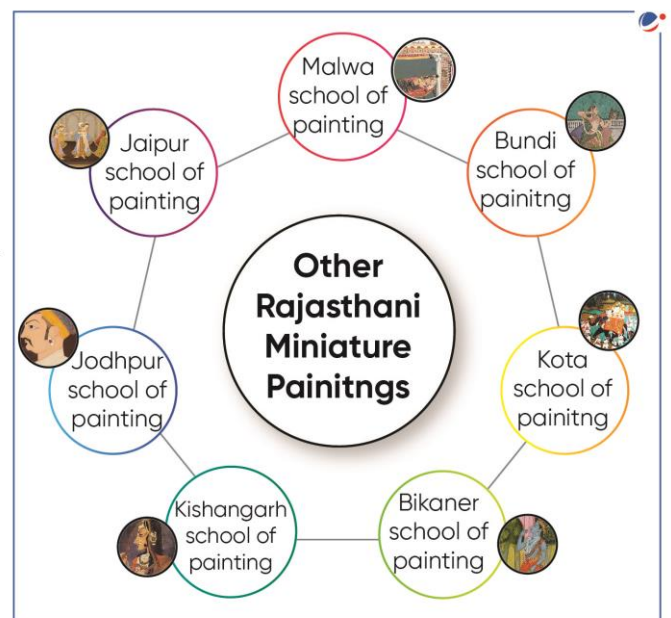 Other
Rajasthani
Miniature
Painitngs
Malwa
school of
painting
Bundi
school of
painitng
Kota
school of
painitng
Bikaner
school of
painting
Kishangarh
school of
painting
Jodhpur
school of
painting
Jaipur
school of
painting